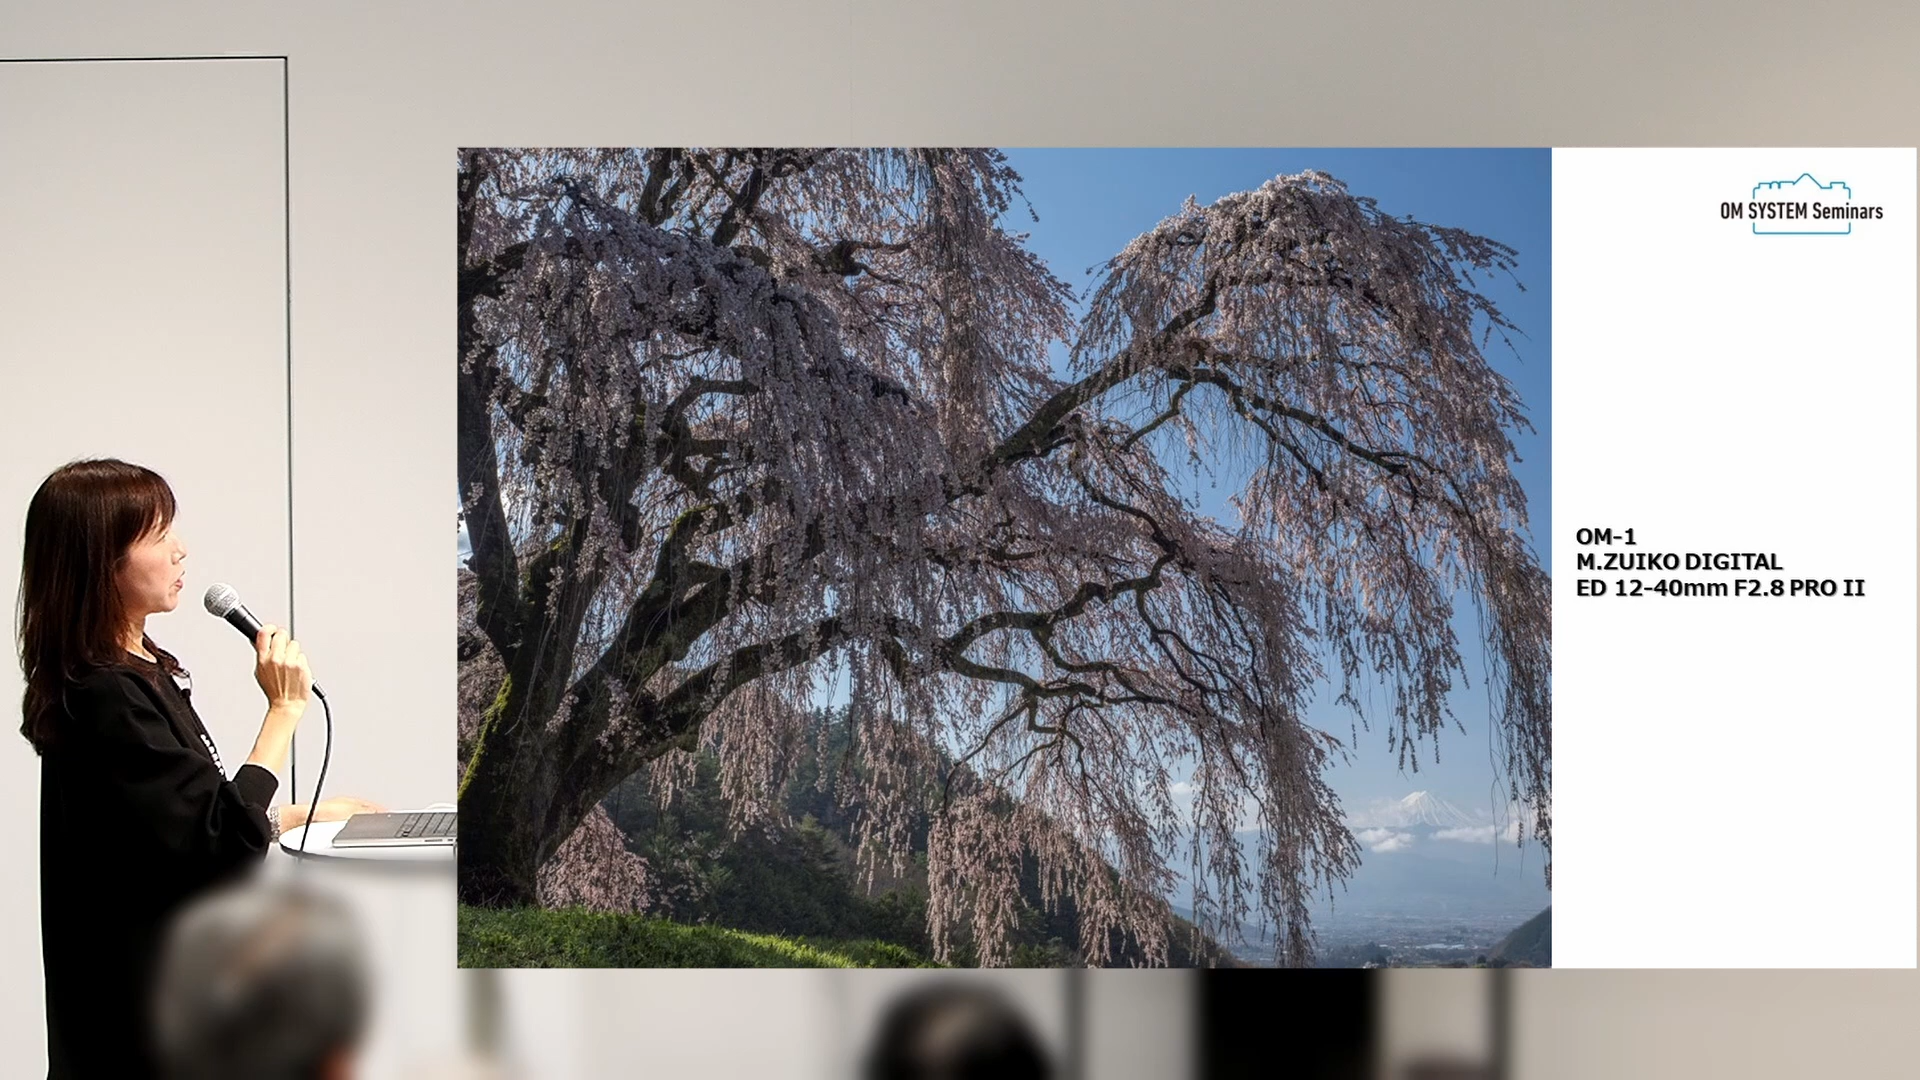 OM SYSTEM Seminars
OM-1
M.ZUIKO DIGITAL
ED 12-40mm F2.8 PRO II